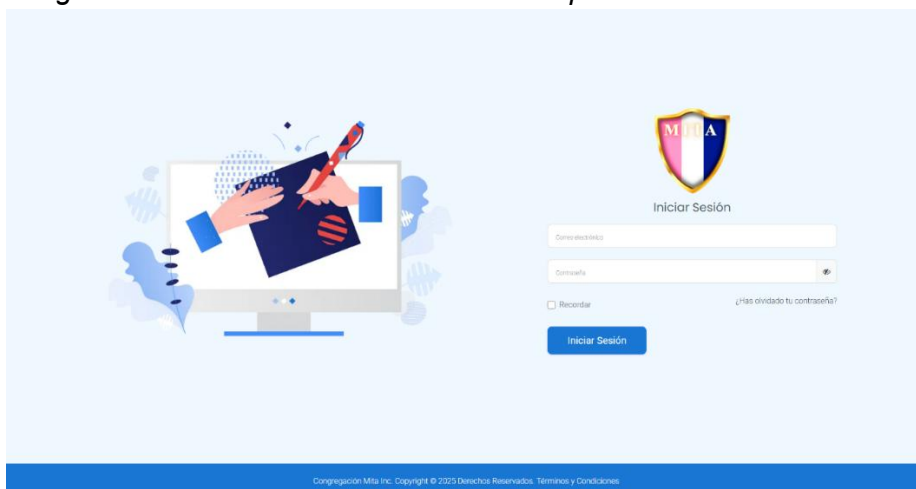 MITA
Iniciar Sesión
Correo electrónico
Contraseña
Recordar
¿Has olvidado tu contraseña?
Iniciar Sesión
Congregación Mita Inc. Copyright © 2025 Derechos Reservados. Términos y Condiciones